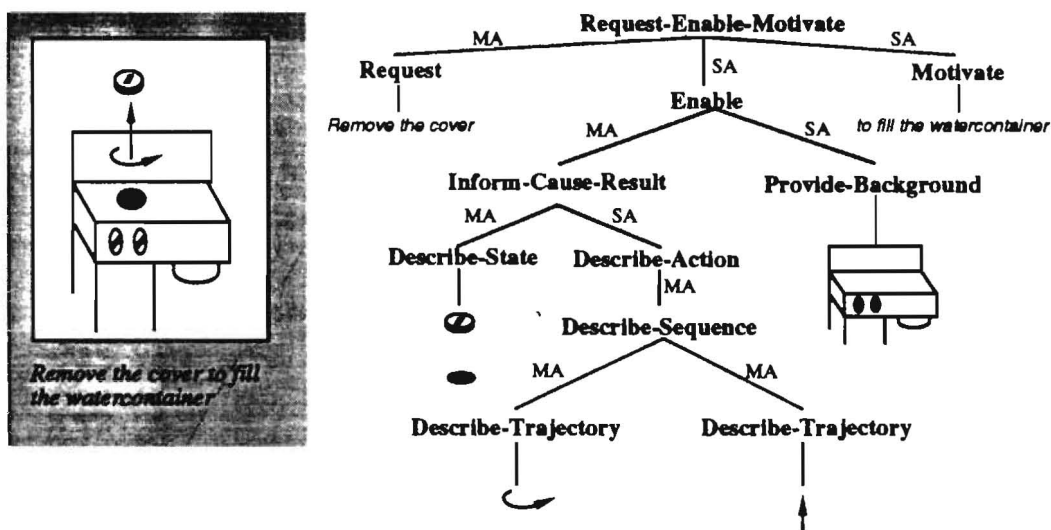 Request-Enable-Motivate
MA
SA
SA
Request
Enable
Motivate
Remove the cover
to fill the watercontainer
MA
SA
Inform-Cause-Result
Provide-Background
MA
SA
Describe-State
Describe-Action
MA
Describe-Sequence
MA
MA
Describe-Trajectory
Describe-Trajectory
Remove the cover to fill
the watercontainer